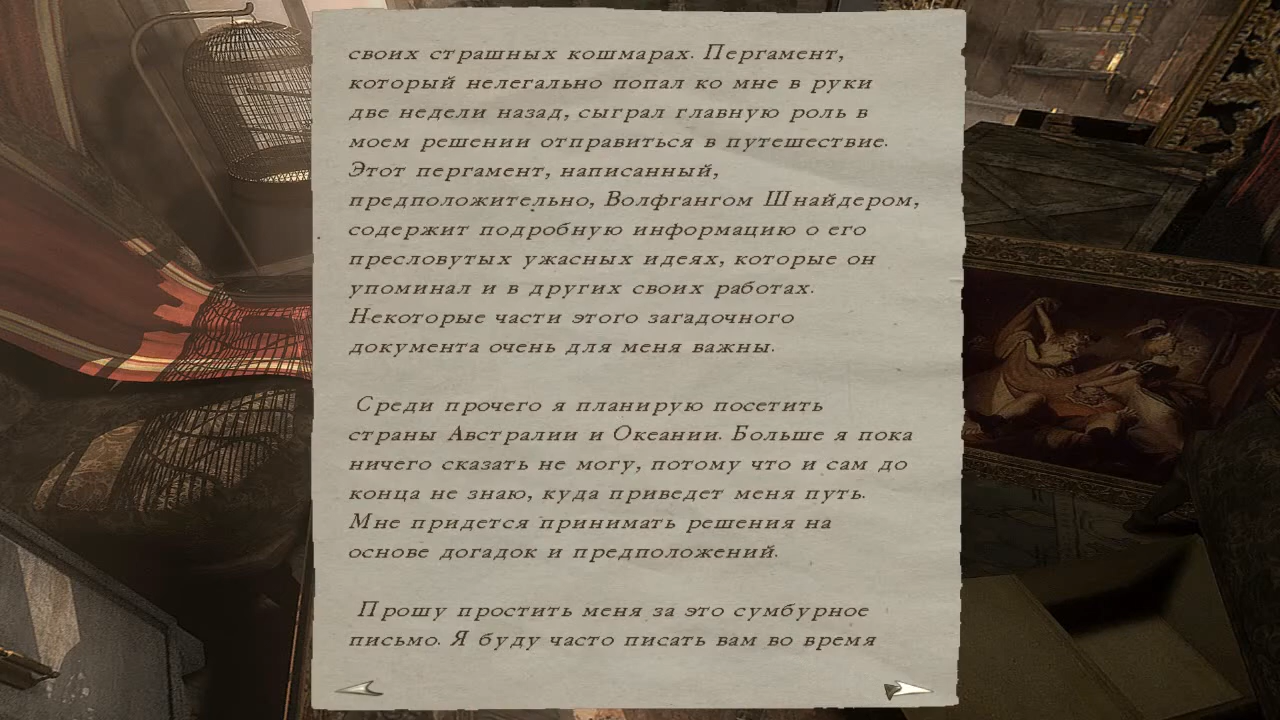 своих страшных кошмарах. Пергамент,
который нелегально попал ко мне в руки
две недели назад, сыграл главную роль в
моем решении отправиться в путешествие.
Этот пергамент, написанный,
предположительно, Волфгангом Шнайдером,
содержит подробную информацию о его
пресловутых ужасных идеях, которые он
упоминал и в других своих работах.
Некоторые части этого загадочного
документа очень для меня важны.
Среди прочего я планирую посетить
страны Австралии и Океании. Больше я пока
ничего сказать не могу, потому что и сам до
конца не знаю, куда приведет меня путь.
Мне придется принимать решения на
основе догадок и предположений.
Прошу простить меня за это сумбурное
письмо. Я буду часто писать вам во время